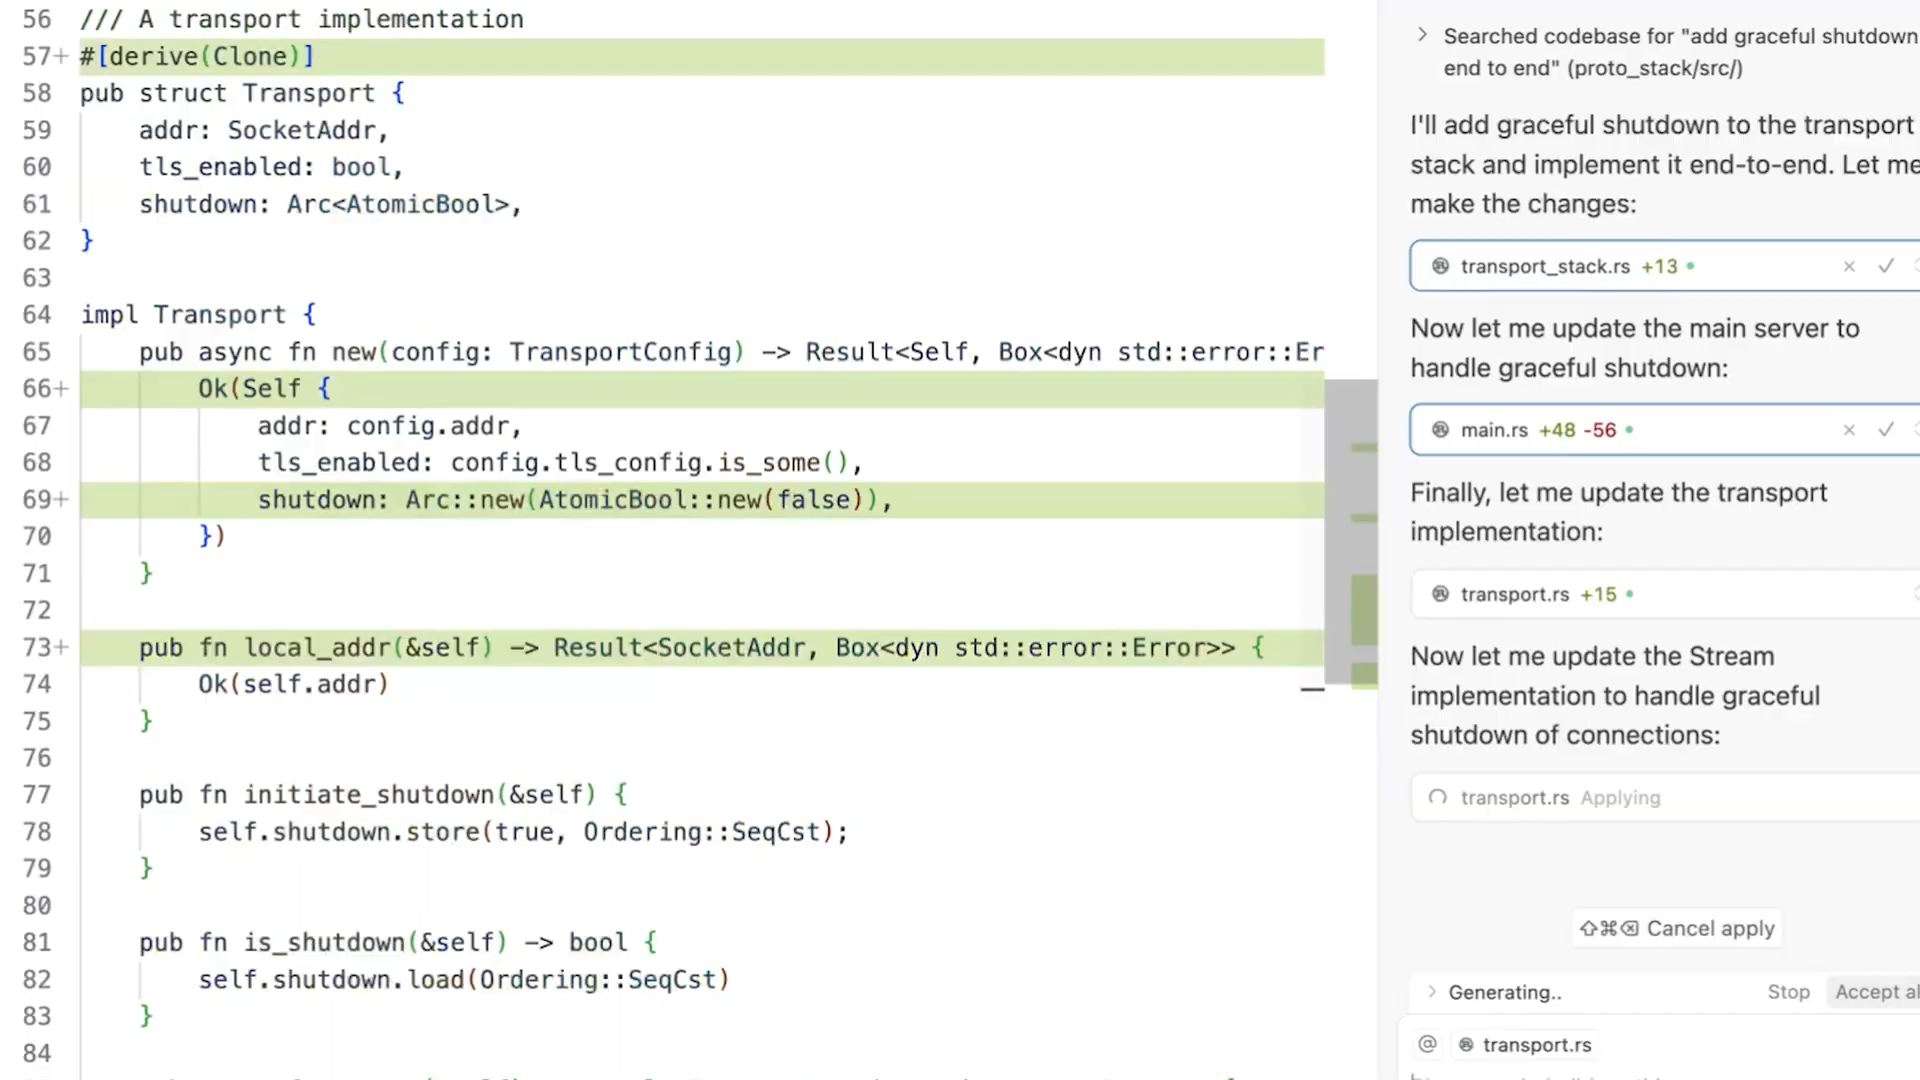 56 /// A transport implementation
57+ #[derive(Clone)]
58 pub struct Transport {
59 addr: SocketAddr,
60 tls_enabled: bool,
61 shutdown: Arc<AtomicBool>,
62 }
63
64 impl Transport {
65 pub async fn new(config: TransportConfig) -> Result<Self, Box<dyn std::error::Er
66+ Ok(Self {
67 addr: config.addr,
68 tls_enabled: config.tls_config.is_some(),
69+ shutdown: Arc::new(AtomicBool::new(false)),
70 })
71 }
72
73+ pub fn local_addr(&self) -> Result<SocketAddr, Box<dyn std::error::Error>> {
74 Ok(self.addr)
75 }
76
77 pub fn initiate_shutdown(&self) {
78 self.shutdown.store(true, Ordering::SeqCst);
79 }
80
81 pub fn is_shutdown(&self) -> bool {
82 self.shutdown.load(Ordering::SeqCst)
83 }
84
Searched codebase for "add graceful shutdown
end to end" (proto_stack/src/)
I'll add graceful shutdown to the transport
stack and implement it end-to-end. Let me
make the changes:
transport_stack.rs +13
Now let me update the main server to
handle graceful shutdown:
main.rs +48 -56
Finally, let me update the transport
implementation:
transport.rs +15
Now let me update the Stream
implementation to handle graceful
shutdown of connections:
transport.rs Applying
⇧⌘⌫ Cancel apply
Generating.. Stop Accept al
@ transport.rs